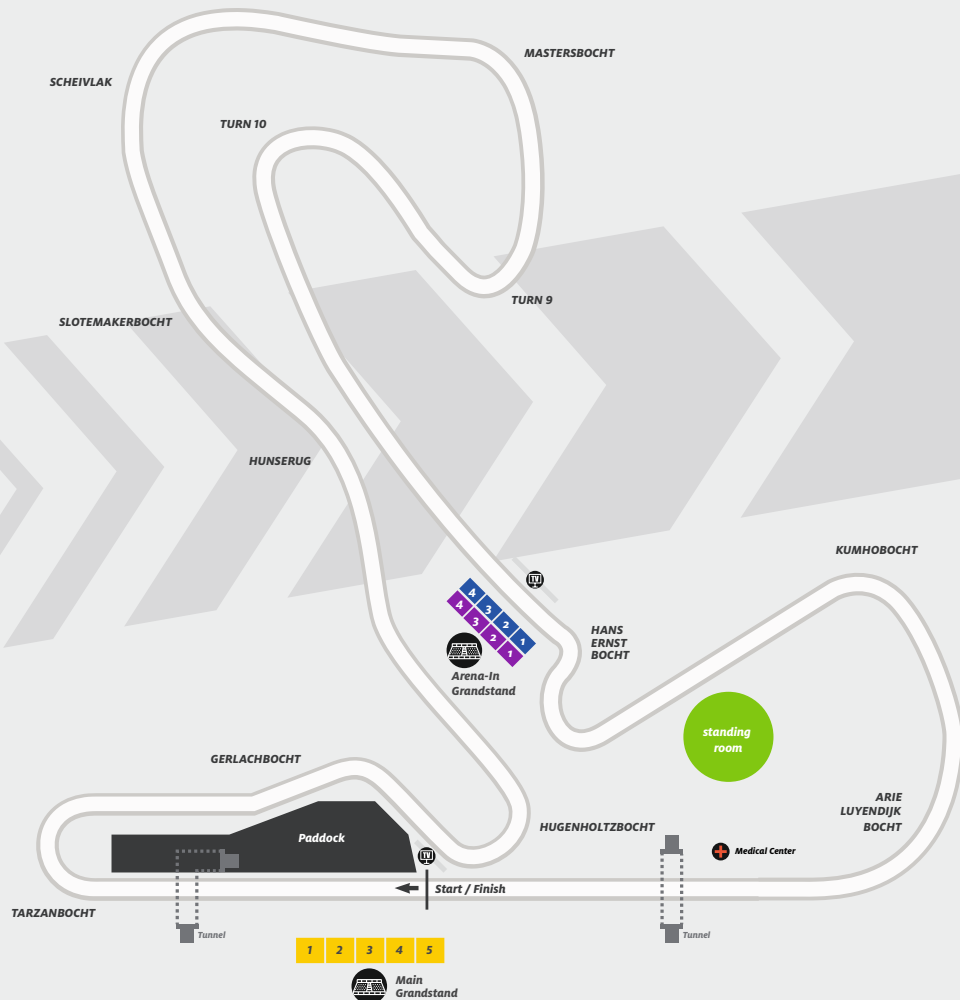 MASTERSBOCHT
SCHEIVLAK
TURN 10
TURN 9
SLOTEMAKERBOCHT
HUNSERUG
KUMHOBOCHT
TV
4
3
2
1
4
3
2
1
HANS
ERNST
BOCHT
Arena-In
Grandstand
standing
room
GERLACHBOCHT
ARIE
LUYENDIJK
BOCHT
HUGENHOLTZBOCHT
Paddock
TV
Medical Center
Start / Finish
TARZANBOCHT
Tunnel
Tunnel
1 2 3 4 5
Main
Grandstand